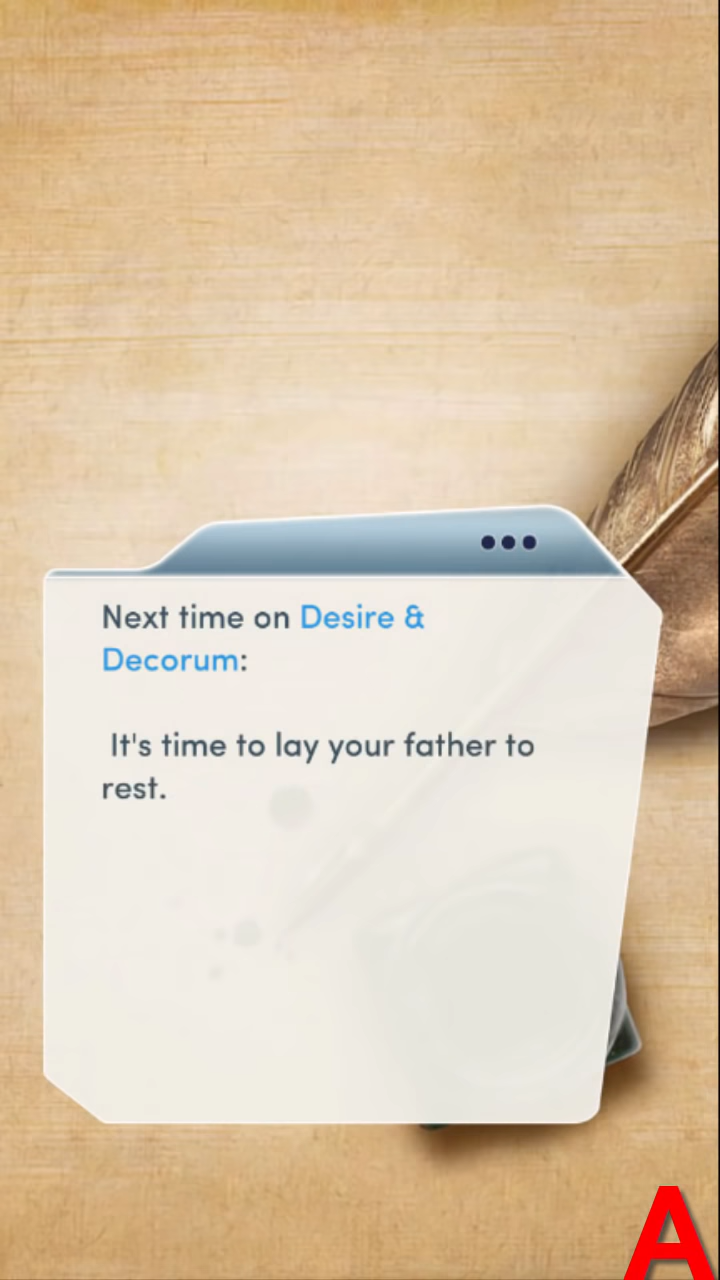 Next time on Desire &
Decorum:
It's time to lay your father to
rest.
A